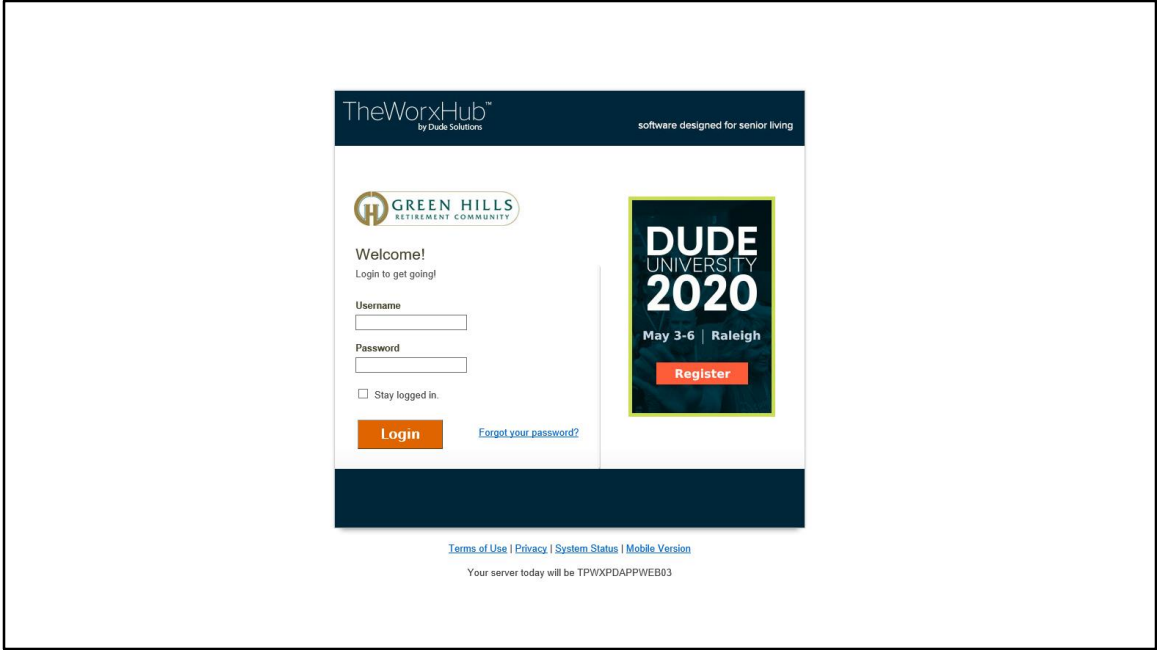 TheWorxHub™
by Dude Solutions
software designed for senior living
GREEN HILLS
RETIREMENT COMMUNITY
Welcome!
Login to get going!
Username
Password
Stay logged in.
Login
Forgot your password?
DUDE
UNIVERSITY
2020
May 3-6 | Raleigh
Register
Terms of Use | Privacy | System Status | Mobile Version
Your server today will be TPWXPDAPPWEB03